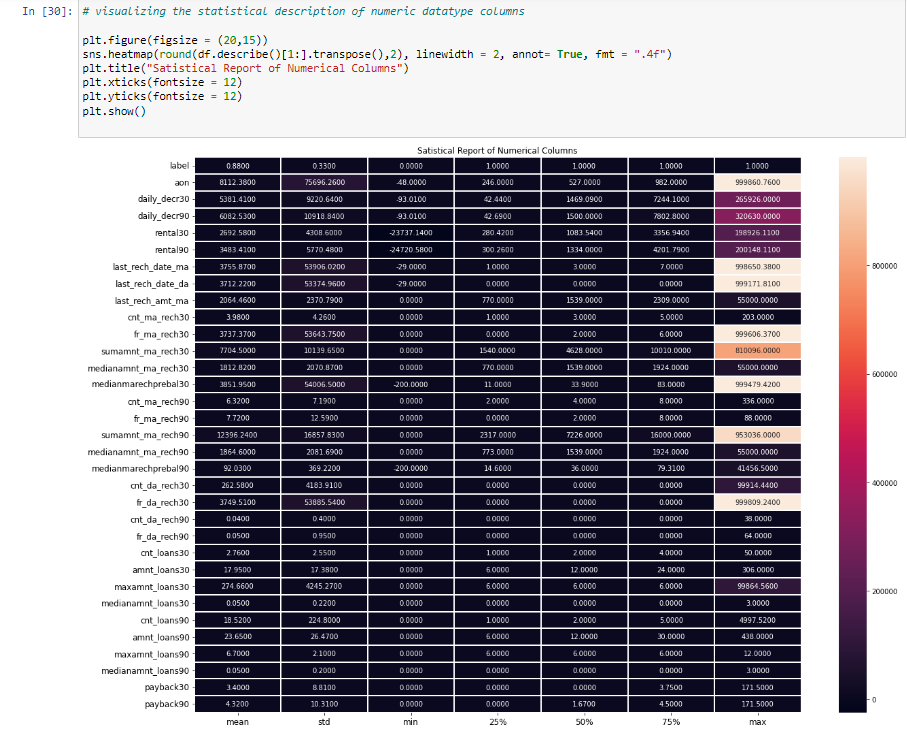 In [30]: # visualizing the statistical description of numeric datatype columns
plt.figure(figsize = (20,15))
sns.heatmap(round(df.describe()[1:].transpose(),2), linewidth = 2, annot= True, fmt = ".4f")
plt.title("Satistical Report of Numerical Columns")
plt.xticks(fontsize = 12)
plt.yticks(fontsize = 12)
plt.show()
Satistical Report of Numerical Columns
label 0.8800 0.3300 0.0000 1.0000 1.0000 1.0000 1.0000
aon 8112.3800 75696.2600 -48.0000 246.0000 527.0000 982.0000 999860.7600
daily_decr30 5381.4100 9220.6400 -93.0100 42.4400 1469.0900 7244.1000 265926.0000
daily_decr90 6082.5300 10918.8400 -93.0100 42.6900 1500.0000 7802.8000 320630.0000
rental30 2692.5800 4308.6000 -23737.1400 280.4200 1083.5400 3356.9400 198926.1100
rental90 3483.4100 5770.4800 -24720.5800 300.2600 1334.0000 4201.7900 200148.1100
last_rech_date_ma 3755.8700 53906.0200 -29.0000 1.0000 3.0000 7.0000 998650.3800
last_rech_date_da 3712.2200 53374.9600 -29.0000 0.0000 0.0000 0.0000 999171.8100
last_rech_amt_ma 2064.4600 2370.7900 0.0000 770.0000 1539.0000 2309.0000 55000.0000
cnt_ma_rech30 3.9800 4.2600 0.0000 1.0000 3.0000 5.0000 203.0000
fr_ma_rech30 3737.3700 53643.7500 0.0000 0.0000 2.0000 6.0000 999606.3700
sumamnt_ma_rech30 7704.5000 10139.6500 0.0000 1540.0000 4628.0000 10010.0000 810096.0000
medianamnt_ma_rech30 1812.8200 2070.8700 0.0000 770.0000 1539.0000 1924.0000 55000.0000
medianmarechprebal30 3851.9500 54006.5000 -200.0000 11.0000 33.9000 83.0000 999479.4200
cnt_ma_rech90 6.3200 7.1900 0.0000 2.0000 4.0000 8.0000 336.0000
fr_ma_rech90 7.7200 12.5900 0.0000 0.0000 2.0000 8.0000 88.0000
sumamnt_ma_rech90 12396.2400 16857.8300 0.0000 2317.0000 7226.0000 16000.0000 953036.0000
medianamnt_ma_rech90 1864.6000 2081.6900 0.0000 773.0000 1539.0000 1924.0000 55000.0000
medianmarechprebal90 92.0300 369.2200 -200.0000 14.6000 36.0000 79.3100 41456.5000
cnt_da_rech30 262.5800 4183.9100 0.0000 0.0000 0.0000 0.0000 99914.4400
fr_da_rech30 3749.5100 53885.5400 0.0000 0.0000 0.0000 0.0000 999809.2400
cnt_da_rech90 0.0400 0.4000 0.0000 0.0000 0.0000 0.0000 38.0000
fr_da_rech90 0.0500 0.9500 0.0000 0.0000 0.0000 0.0000 64.0000
cnt_loans30 2.7600 2.5500 0.0000 1.0000 2.0000 4.0000 50.0000
amnt_loans30 17.9500 17.3800 0.0000 6.0000 12.0000 24.0000 306.0000
maxamnt_loans30 274.6600 4245.2700 0.0000 6.0000 6.0000 6.0000 99864.5600
medianamnt_loans30 0.0500 0.2200 0.0000 0.0000 0.0000 0.0000 3.0000
cnt_loans90 18.5200 224.8000 0.0000 1.0000 2.0000 5.0000 4997.5200
amnt_loans90 23.6500 26.4700 0.0000 6.0000 12.0000 30.0000 438.0000
maxamnt_loans90 6.7000 2.1000 0.0000 6.0000 6.0000 6.0000 12.0000
medianamnt_loans90 0.0500 0.2000 0.0000 0.0000 0.0000 0.0000 3.0000
payback30 3.4000 8.8100 0.0000 0.0000 0.0000 3.7500 171.5000
payback90 4.3200 10.3100 0.0000 0.0000 1.6700 4.5000 171.5000
mean std min 25% 50% 75% max
800000
600000
400000
200000
0